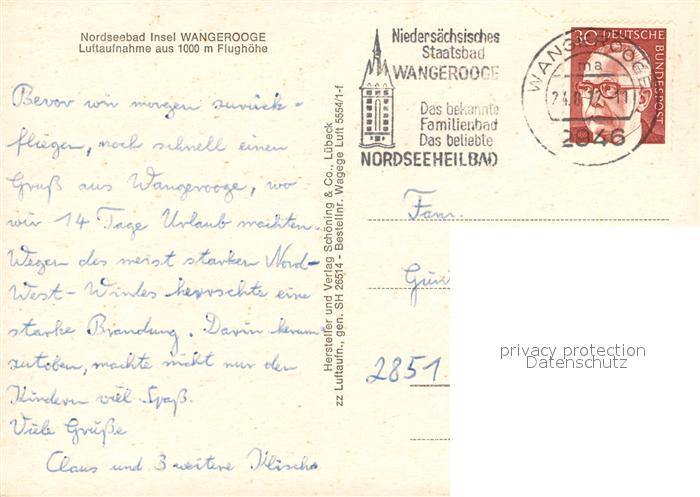 Nordseebad Insel WANGEROOGE
Luftaufnahme aus 1000 m Flughöhe
Bevor wir morgen zurück-
fliegen, noch schnell einen
Gruß aus Wangerooge, wo
wir 14 Tage Urlaub machten.
Wegen des meist starken Nord-
West-Windes herrschte eine
starke Brandung. Darin herum-
zutoben, machte nicht nur den
Kindern viel Spaß.
Viele Grüße
Claus und 3 weitere
Hersteller und Verlag Schöning & Co., Lübeck
zz Luftaufn., gen. SH 26514 - Bestellnr. Wagege Luft 5554/1-f
Niedersächsisches
Staatsbad
WANGEROOGE
Das bekannte
Familienbad
Das beliebte
NORDSEEHEILBAD
WANGEROOGE
ma
2946
30 DEUTSCHE
BUNDESPOST
Fam.
2851
privacy protection
Datenschutz